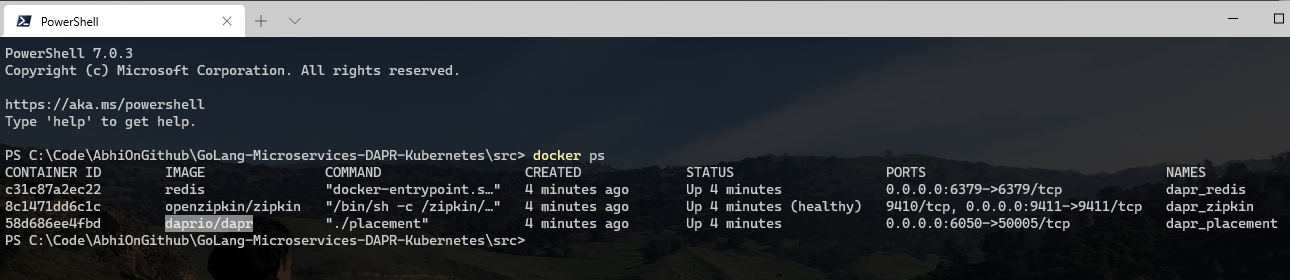 PowerShell
PowerShell 7.0.3
Copyright (c) Microsoft Corporation. All rights reserved.
https://aka.ms/powershell
Type 'help' to get help.
PS C:\Code\AbhiOnGithub\GoLang-Microservices-DAPR-Kubernetes\src> docker ps
CONTAINER ID IMAGE COMMAND CREATED STATUS PORTS NAMES
c31c87a2ec22 redis "docker-entrypoint.s…" 4 minutes ago Up 4 minutes 0.0.0.0:6379->6379/tcp dapr_redis
8c1471dd6c1c openzipkin/zipkin "/bin/sh -c /zipkin/…" 4 minutes ago Up 4 minutes (healthy) 9410/tcp, 0.0.0.0:9411->9411/tcp dapr_zipkin
58d686ee4fbd daprio/dapr "./placement" 4 minutes ago Up 4 minutes 0.0.0.0:6050->50005/tcp dapr_placement
PS C:\Code\AbhiOnGithub\GoLang-Microservices-DAPR-Kubernetes\src>